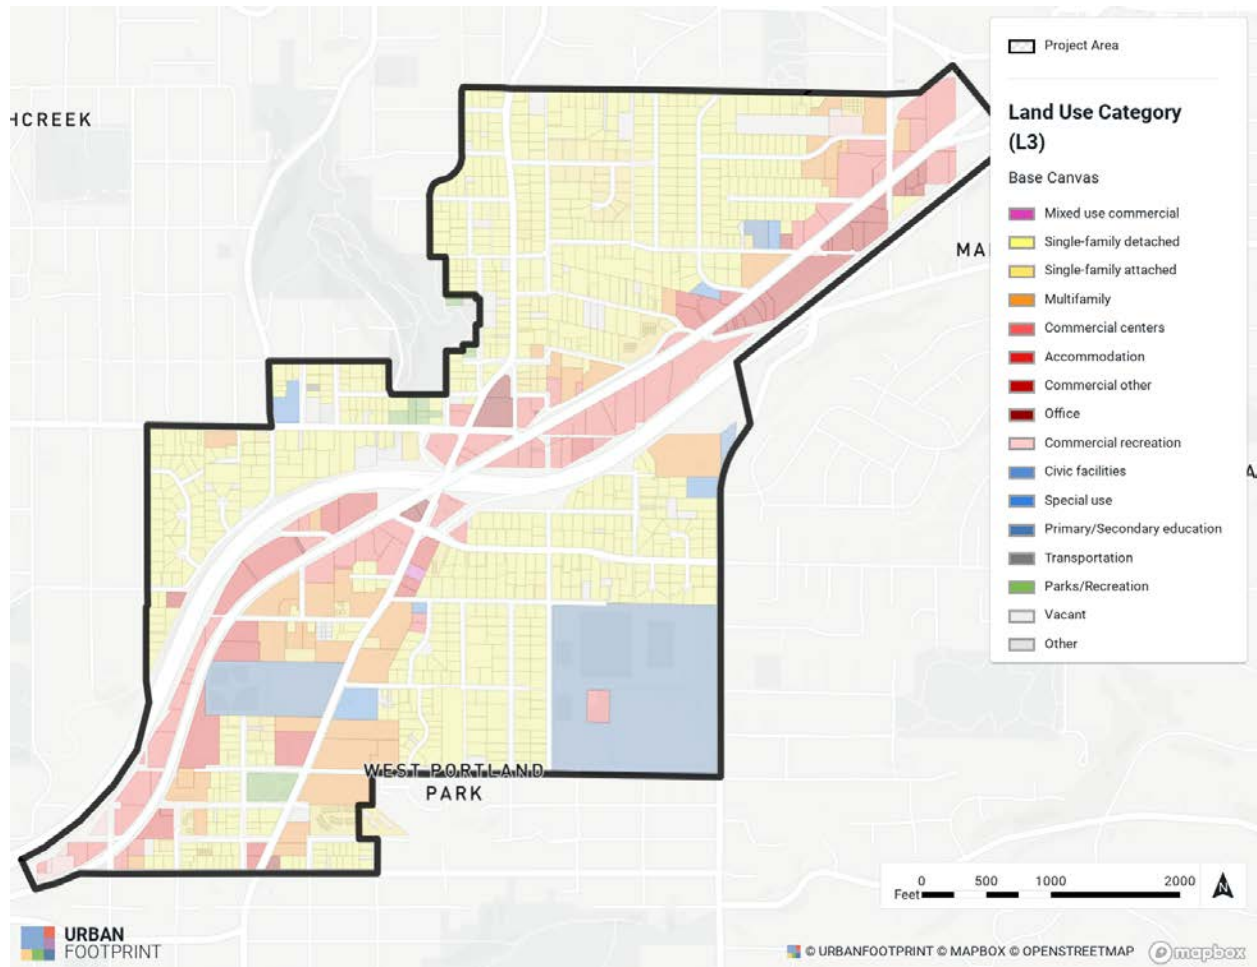 Project Area
HCREEK
Land Use Category
(L3)
Base Canvas
Mixed use commercial
Single-family detached
MA
Single-family attached
Multifamily
Commercial centers
Accommodation
Commercial other
Office
Commercial recreation
Civic facilities
A
Special use
Primary/Secondary education
Transportation
Parks/Recreation
Vacant
Other
WEST PORTLAND
PARK
0 500 1000 2000
Feet
N
URBAN
FOOTPRINT
© URBANFOOTPRINT © MAPBOX © OPENSTREETMAP
mapbox